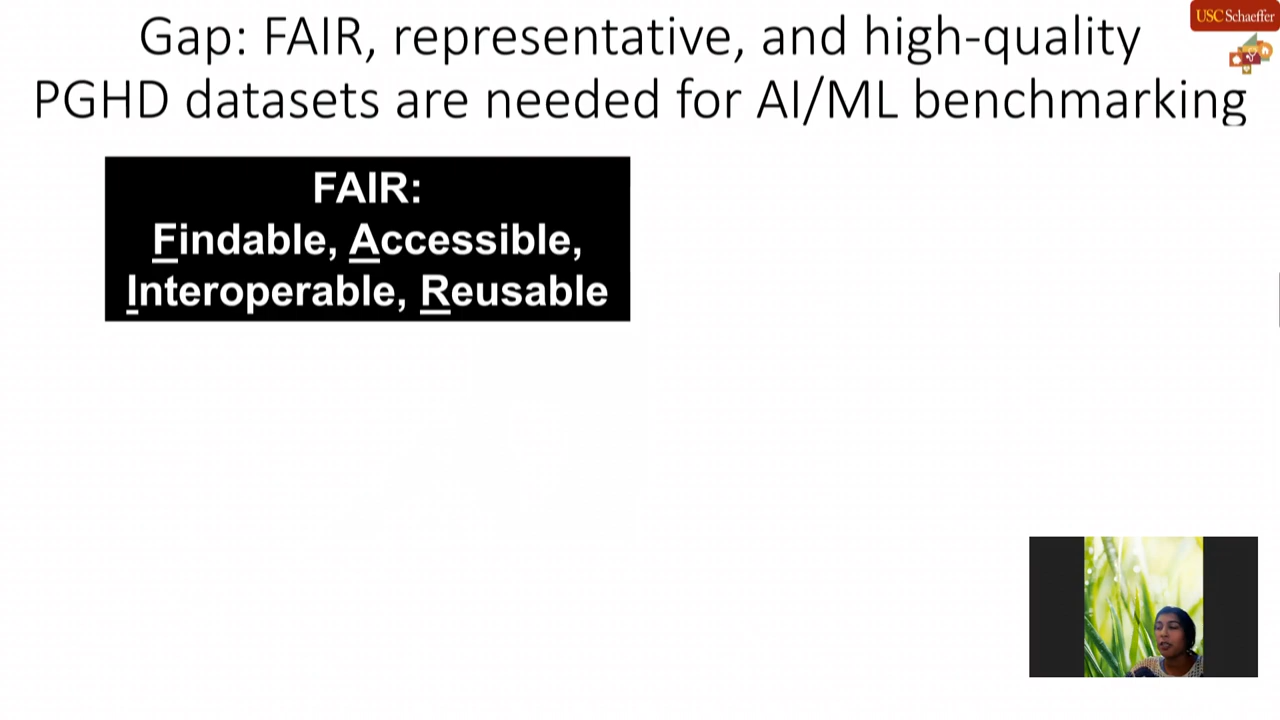 Gap: FAIR, representative, and high-quality
PGHD datasets are needed for AI/ML benchmarking
USC Schaeffer
FAIR:
Findable, Accessible,
Interoperable, Reusable